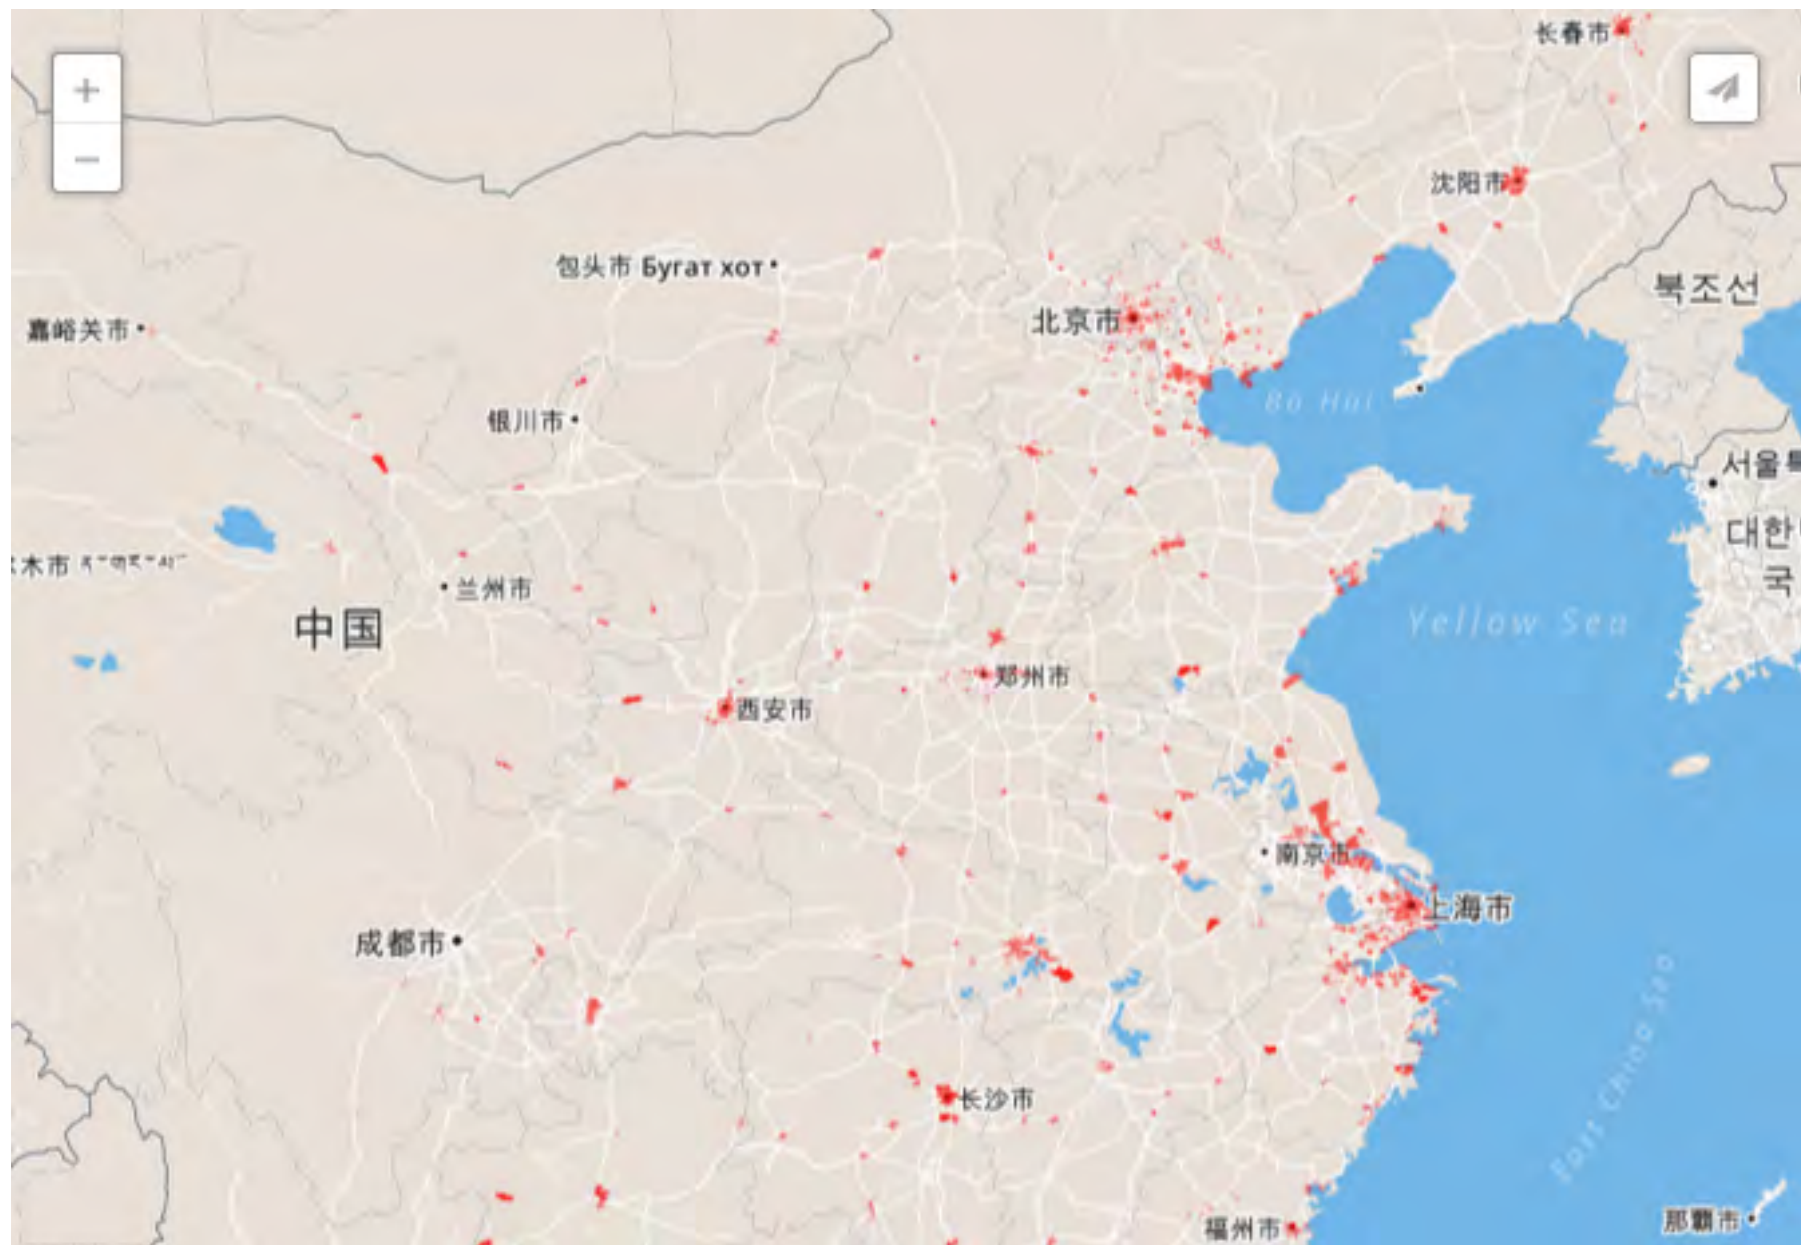 +
−
长春市
沈阳市
包头市 Бугат хот
북조선
嘉峪关市
北京市
Bo Hai
银川市
서울특
대한
木市
국
兰州市
中国
Yellow Sea
郑州市
西安市
南京市
上海市
成都市
East China Sea
长沙市
福州市
那霸市